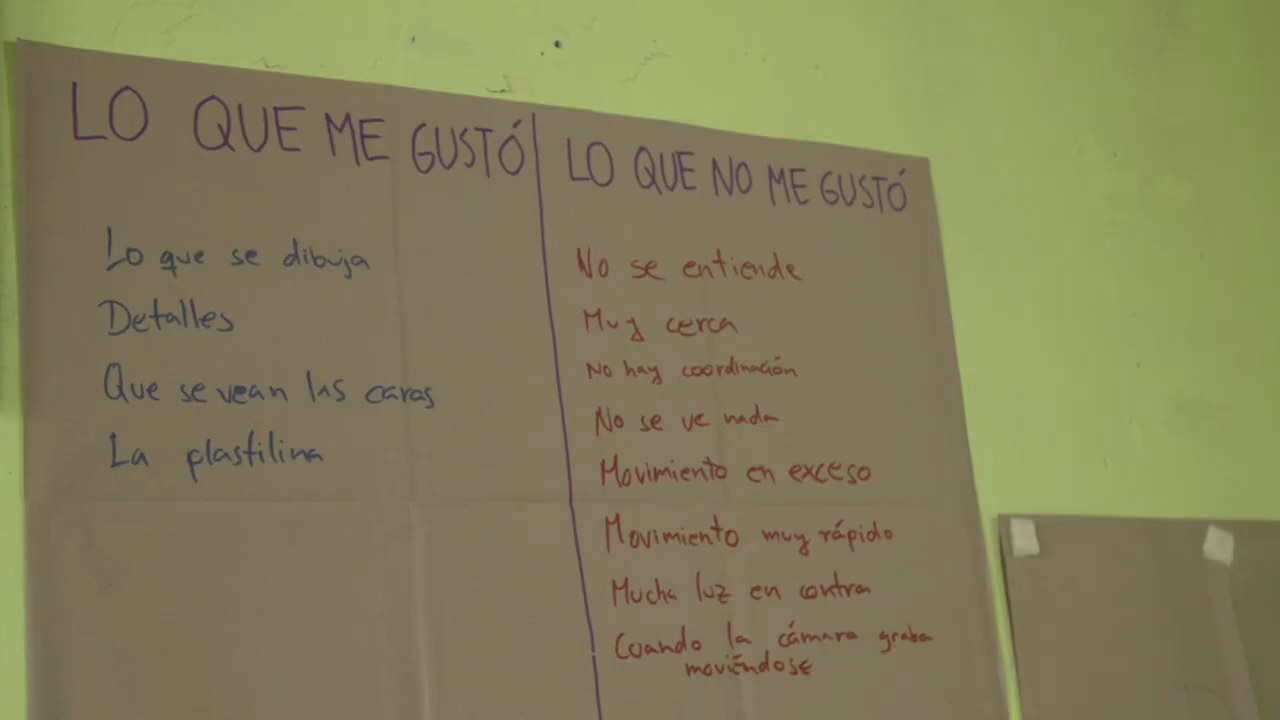 LO QUE ME GUSTÓ
Lo que se dibuja
Detalles
Que se vean las caras
La plastilina
LO QUE NO ME GUSTÓ
No se entiende
Muy cerca
No hay coordinación
No se ve nada
Movimiento en exceso
Movimiento muy rápido
Mucha luz en contra
Cuando la cámara graba
moviéndose